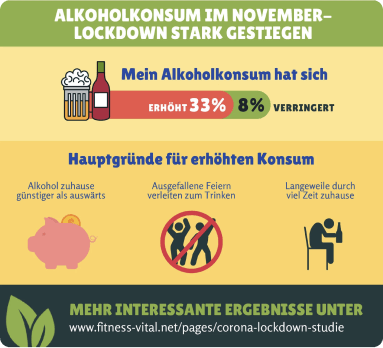 ALKOHOLKONSUM IM NOVEMBER-
LOCKDOWN STARK GESTIEGEN
Mein Alkoholkonsum hat sich
ERHÖHT 33% 8% VERRINGERT
Hauptgründe für erhöhten Konsum
Alkohol zuhause
günstiger als auswärts
Ausgefallene Feiern
verleiten zum Trinken
Langeweile durch
viel Zeit zuhause
MEHR INTERESSANTE ERGEBNISSE UNTER
www.fitness-vital.net/pages/corona-lockdown-studie